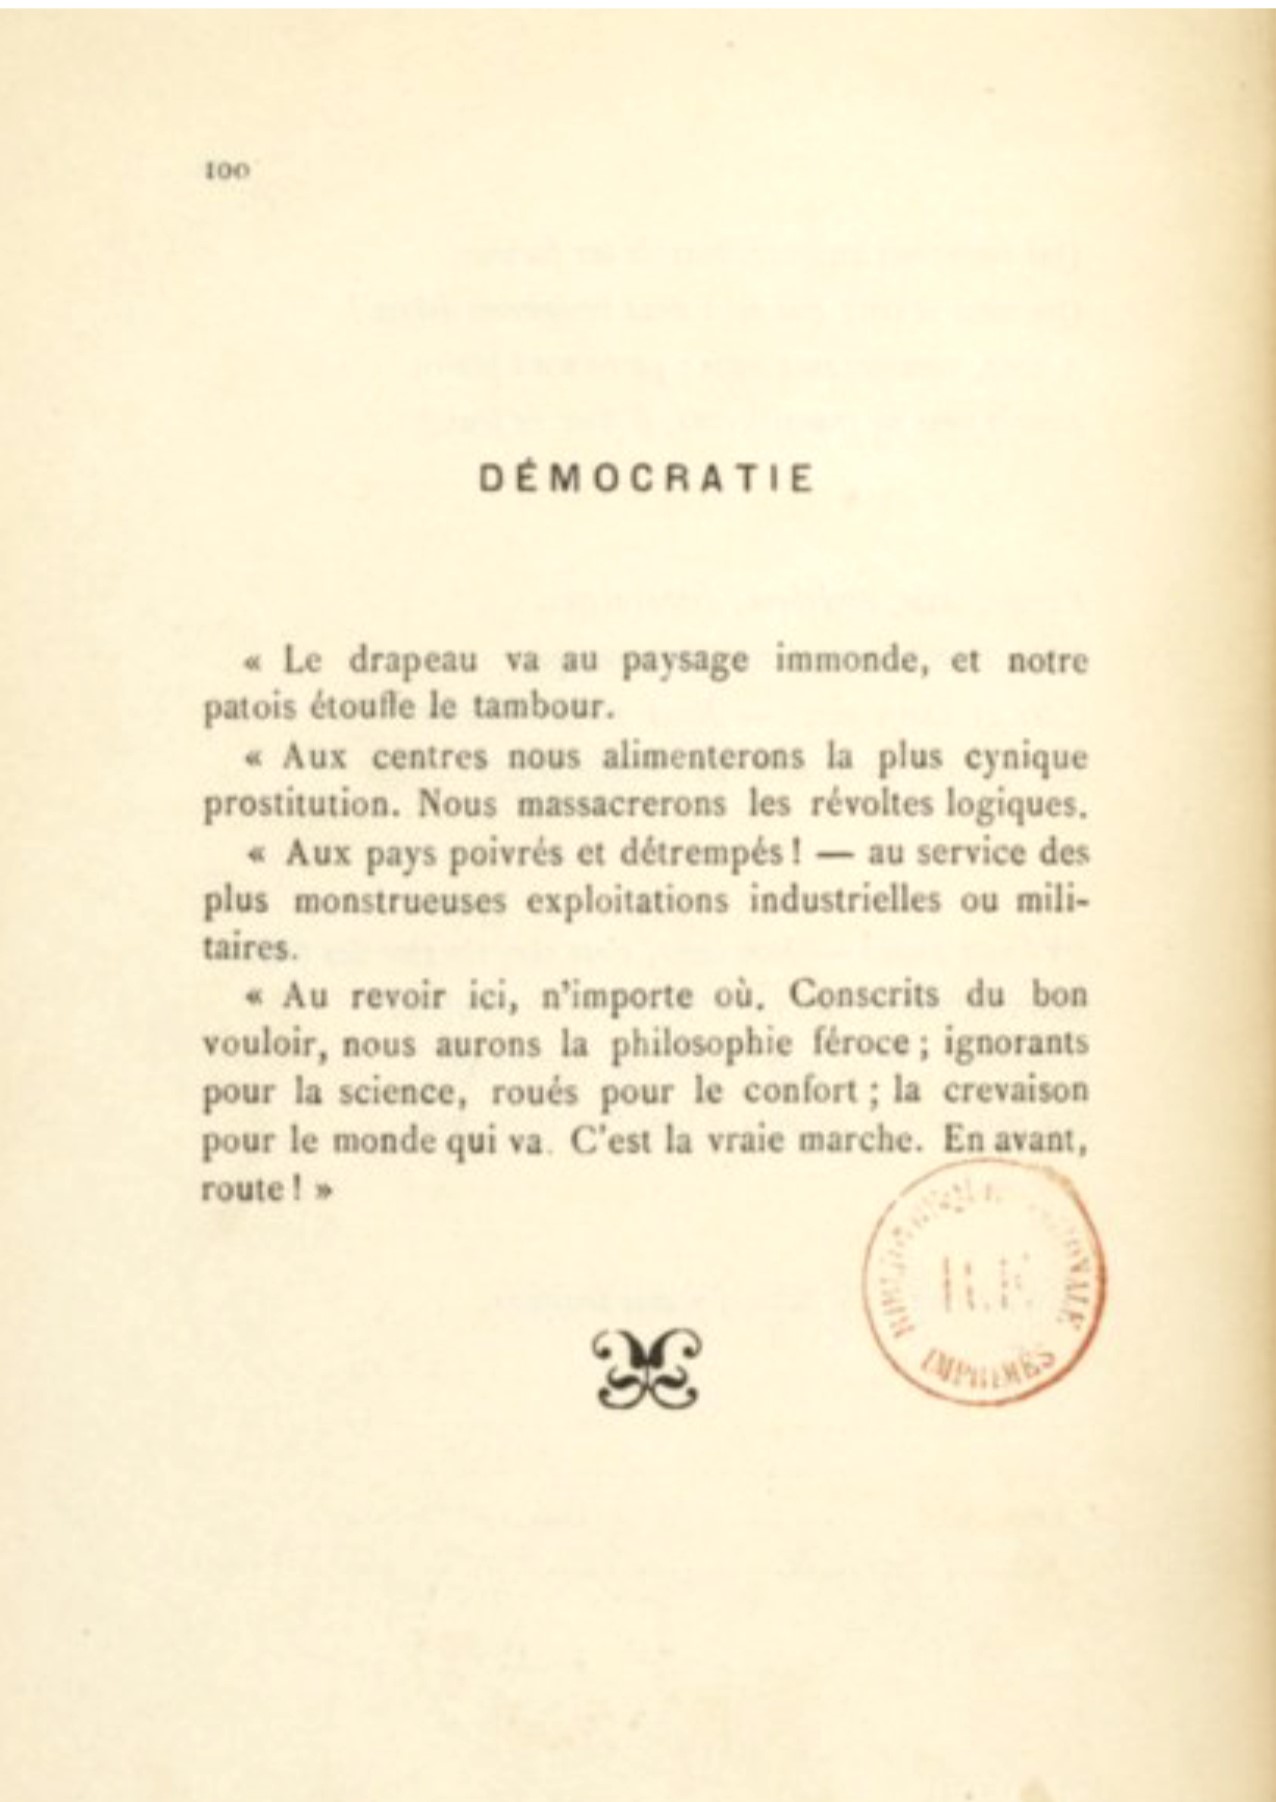 100
DÉMOCRATIE
« Le drapeau va au paysage immonde, et notre
patois étouffe le tambour.
« Aux centres nous alimenterons la plus cynique
prostitution. Nous massacrerons les révoltes logiques.
« Aux pays poivrés et détrempés ! — au service des
plus monstrueuses exploitations industrielles ou mili-
taires.
« Au revoir ici, n'importe où. Conscrits du bon
vouloir, nous aurons la philosophie féroce ; ignorants
pour la science, roués pour le confort ; la crevaison
pour le monde qui va. C'est la vraie marche. En avant,
route ! »
BIBLIOTHÈQUE NATIONALE
R.F.
IMPRIMÉS